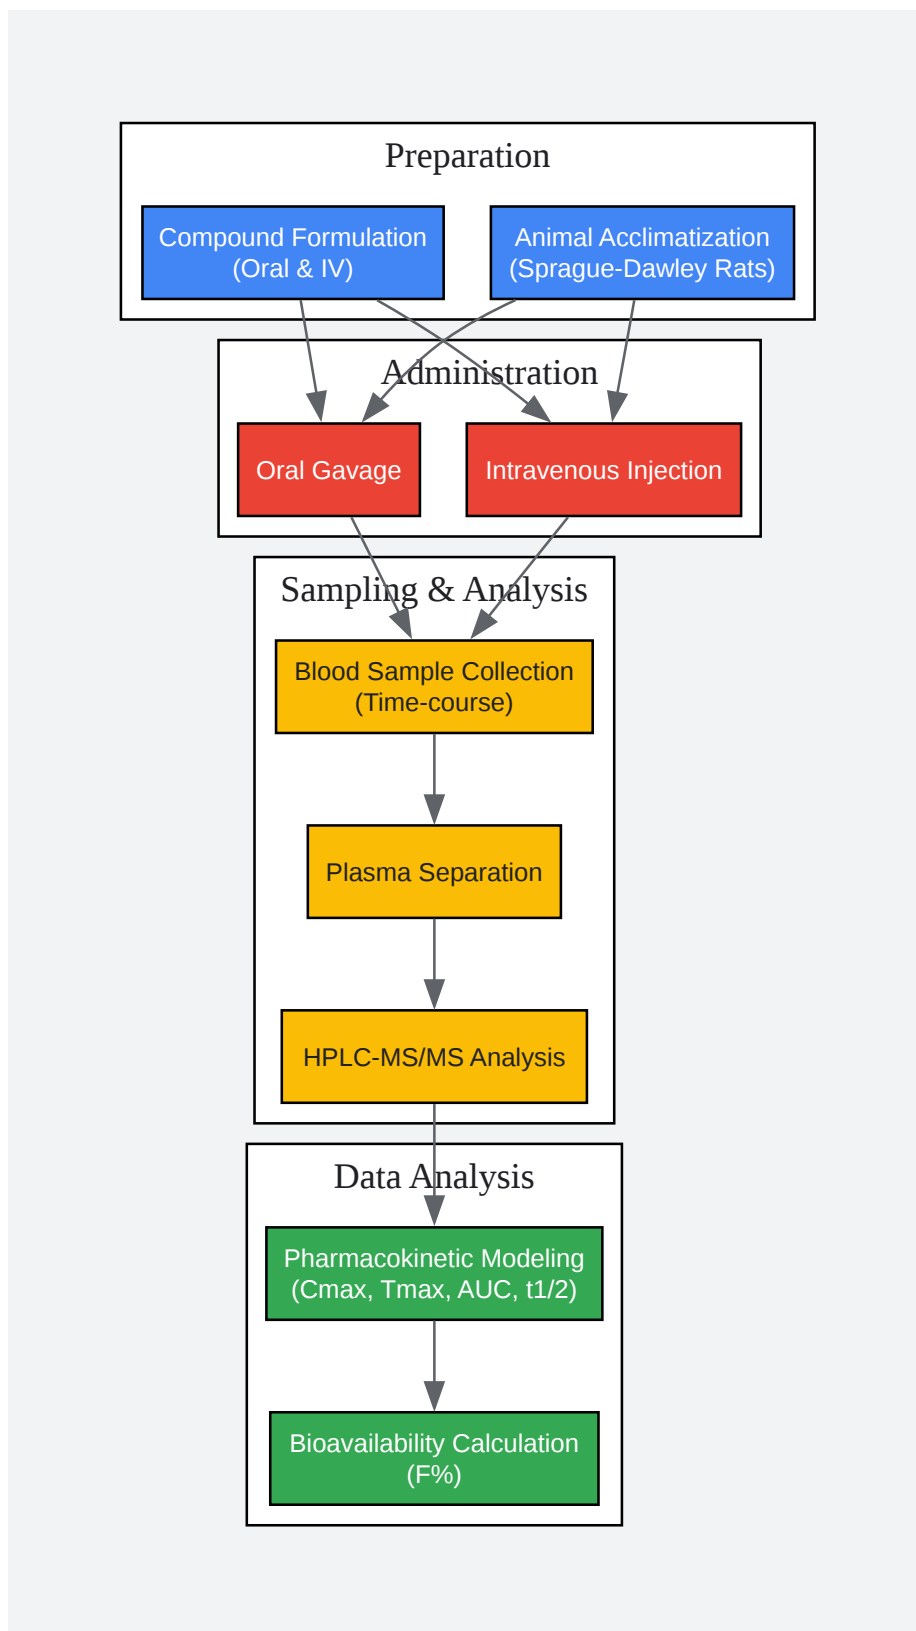 Preparation
Compound Formulation
(Oral & IV)
Animal Acclimatization
(Sprague-Dawley Rats)
Administration
Oral Gavage
Intravenous Injection
Sampling & Analysis
Blood Sample Collection
(Time-course)
Plasma Separation
HPLC-MS/MS Analysis
Data Analysis
Pharmacokinetic Modeling
(Cmax, Tmax, AUC, t1/2)
Bioavailability Calculation
(F%)